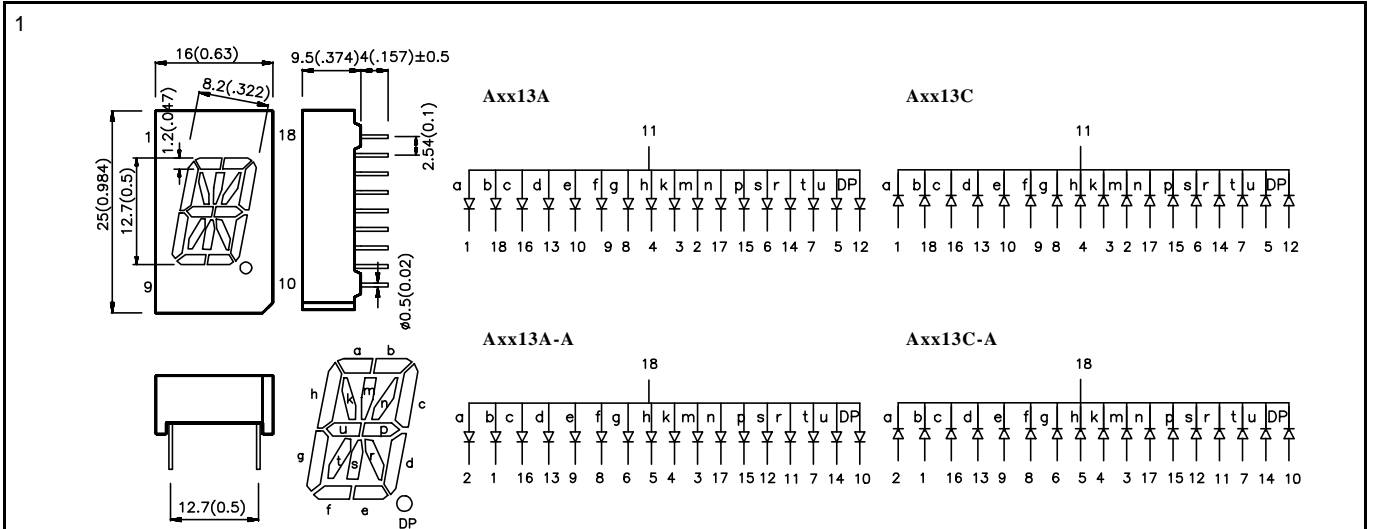 1
16(0.63)
8.2(.322)
1.2(.047)
25(0.984)
12.7(0.5)
1
18
9
10
9.5(.374)
4(.157)±0.5
2.54(0.1)
ø0.5(0.02)
Axx13A
11
a b c d e f g h k m n p s r t u DP
1 18 16 13 10 9 8 4 3 2 17 15 6 14 7 5 12
Axx13C
11
a b c d e f g h k m n p s r t u DP
1 18 16 13 10 9 8 4 3 2 17 15 6 14 7 5 12
12.7(0.5)
a b
h k m n c
u p
g t s r d
f e
DP
Axx13A-A
18
a b c d e f g h k m n p s r t u DP
2 1 16 13 9 8 6 5 4 3 17 15 12 11 7 14 10
Axx13C-A
18
a b c d e f g h k m n p s r t u DP
2 1 16 13 9 8 6 5 4 3 17 15 12 11 7 14 10